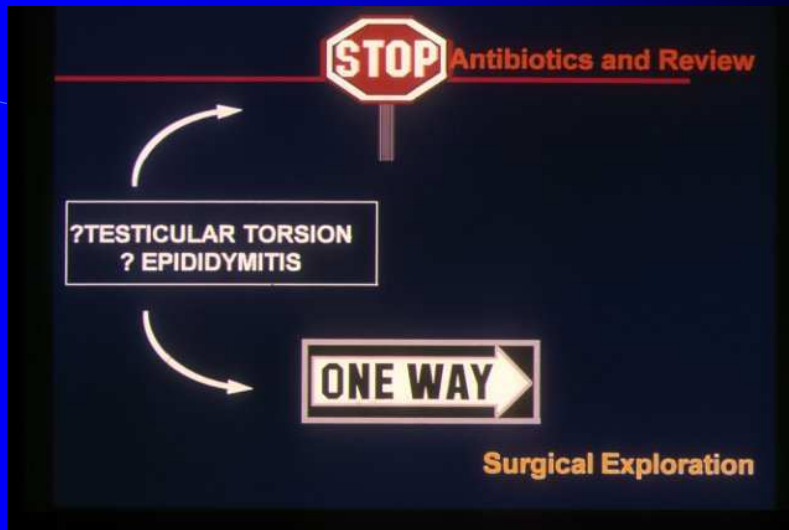 STOP
Antibiotics and Review
?TESTICULAR TORSION
? EPIDIDYMITIS
ONE WAY
Surgical Exploration